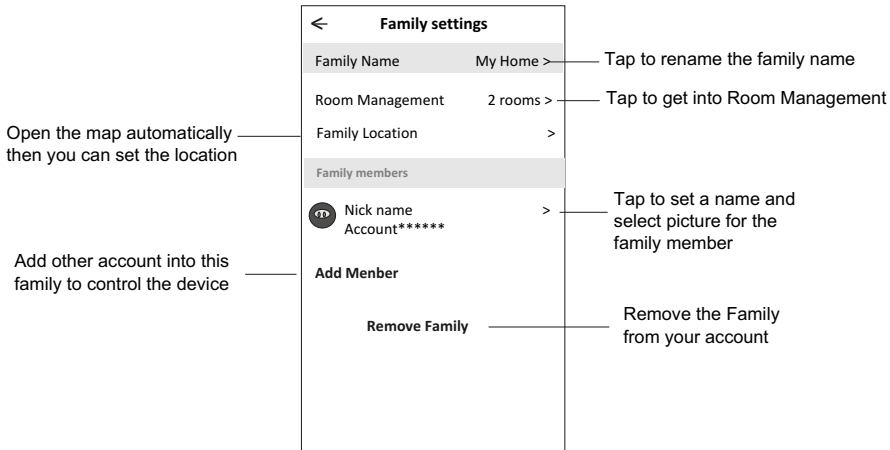 Family settings
Family Name My Home >
Tap to rename the family name
Room Management 2 rooms >
Tap to get into Room Management
Open the map automatically
then you can set the location
Family Location >
Family members
Nick name >
Account******
Tap to set a name and
select picture for the
family member
Add other account into this
family to control the device
Add Menber
Remove Family
Remove the Family
from your account